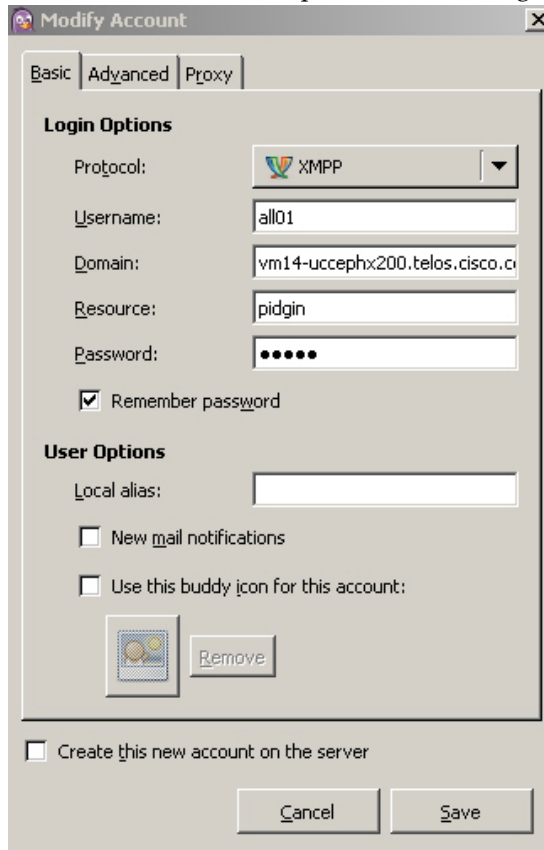 Modify Account
Basic Advanced Proxy
Login Options
Protocol: XMPP
Username: all01
Domain: vm14-uccephx200.telos.cisco.c
Resource: pidgin
Password: ●●●●●
Remember password
User Options
Local alias:
New mail notifications
Use this buddy icon for this account:
Remove
Create this new account on the server
Cancel Save